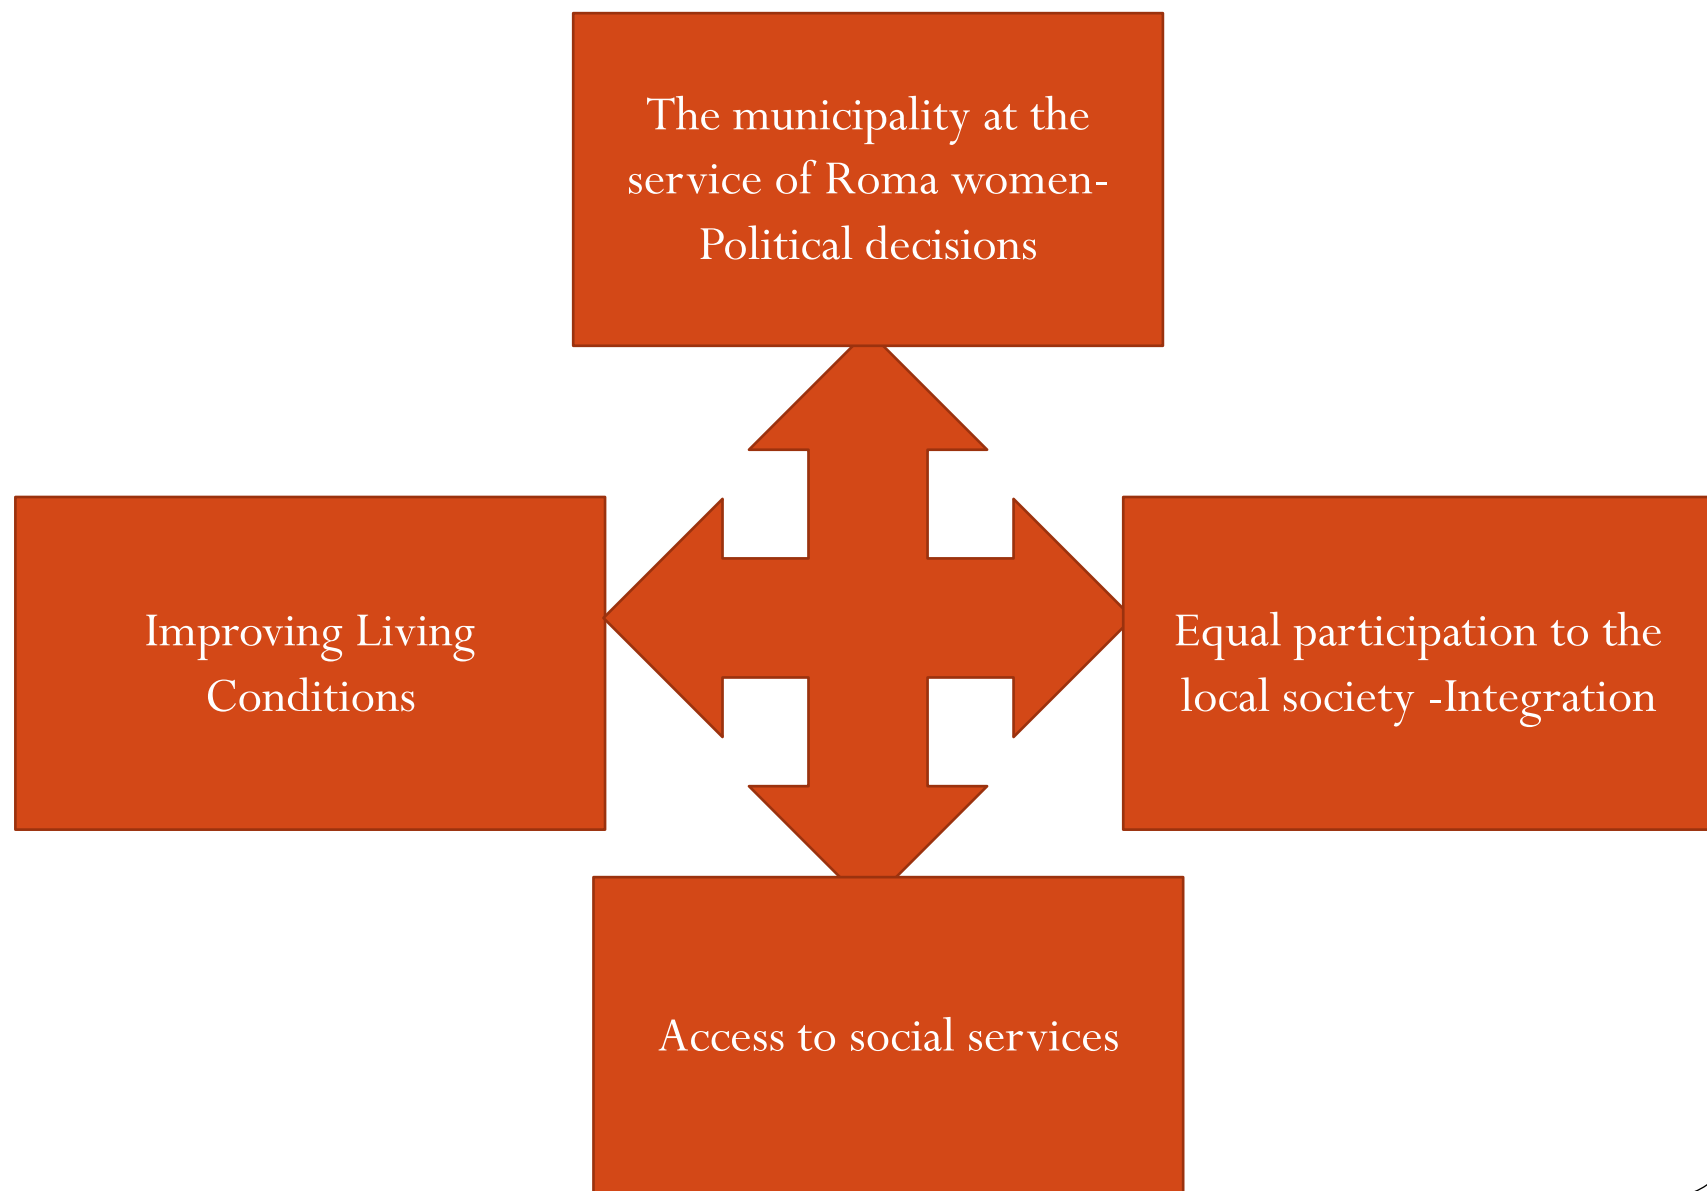 The municipality at the
service of Roma women-
Political decisions
Improving Living
Conditions
Equal participation to the
local society -Integration
Access to social services